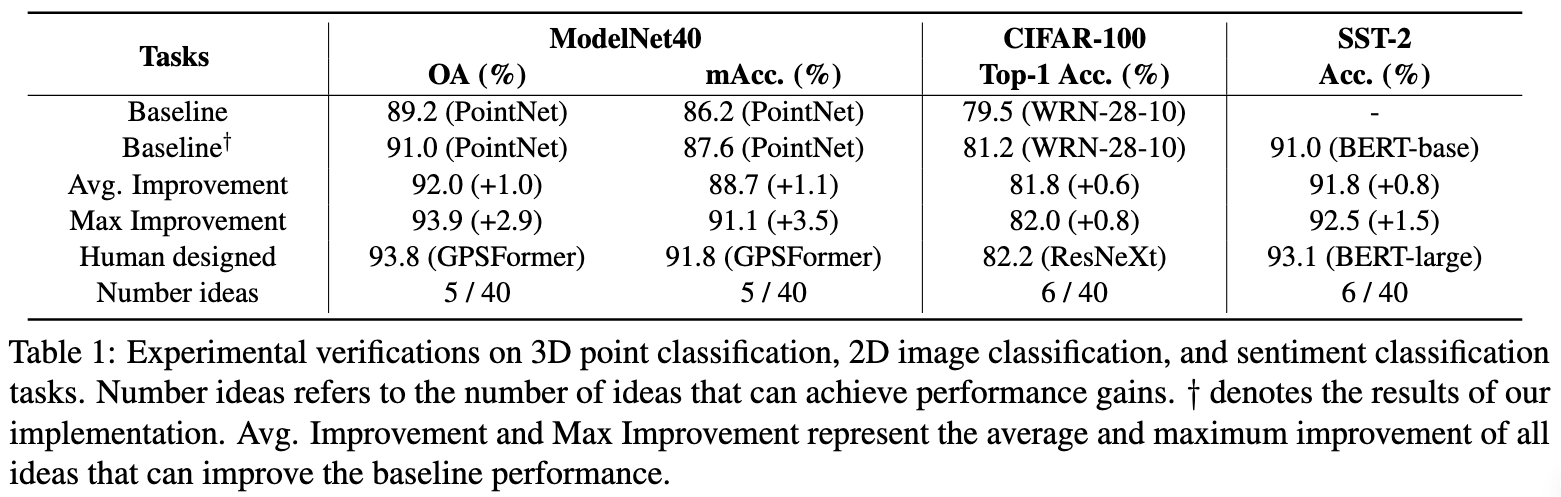 Tasks ModelNet40 CIFAR-100 SST-2
OA (%) mAcc. (%) Top-1 Acc. (%) Acc. (%)
Baseline 89.2 (PointNet) 86.2 (PointNet) 79.5 (WRN-28-10) -
Baseline† 91.0 (PointNet) 87.6 (PointNet) 81.2 (WRN-28-10) 91.0 (BERT-base)
Avg. Improvement 92.0 (+1.0) 88.7 (+1.1) 81.8 (+0.6) 91.8 (+0.8)
Max Improvement 93.9 (+2.9) 91.1 (+3.5) 82.0 (+0.8) 92.5 (+1.5)
Human designed 93.8 (GPSFormer) 91.8 (GPSFormer) 82.2 (ResNeXt) 93.1 (BERT-large)
Number ideas 5 / 40 5 / 40 6 / 40 6 / 40
Table 1: Experimental verifications on 3D point classification, 2D image classification, and sentiment classification
tasks. Number ideas refers to the number of ideas that can achieve performance gains. † denotes the results of our
implementation. Avg. Improvement and Max Improvement represent the average and maximum improvement of all
ideas that can improve the baseline performance.